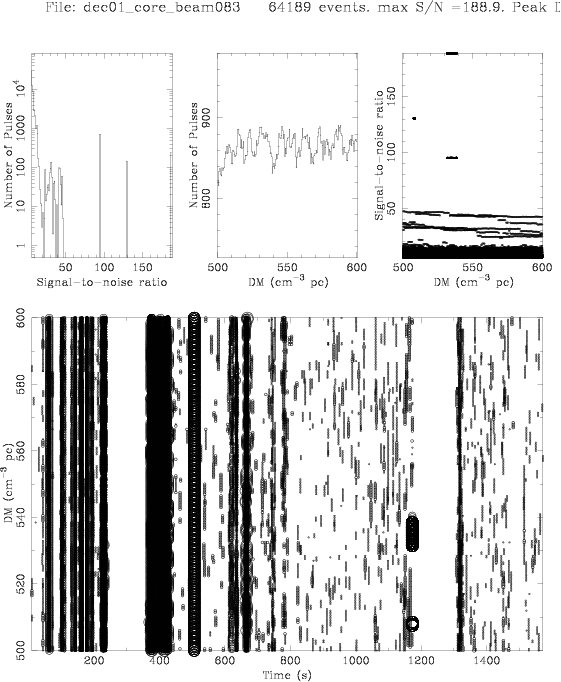 File: dec01_core_beam083 64189 events. max S/N =188.9. Peak D
Number of Pulses
1 10 100 1000 10^4
50 100 150
Signal-to-noise ratio
Number of Pulses
800 900
500 550 600
DM (cm^-3 pc)
Signal-to-noise ratio
50 100 150
500 550 600
DM (cm^-3 pc)
DM (cm^-3 pc)
600
580
560
540
520
500
200 400 600 800 1000 1200 1400
Time (s)